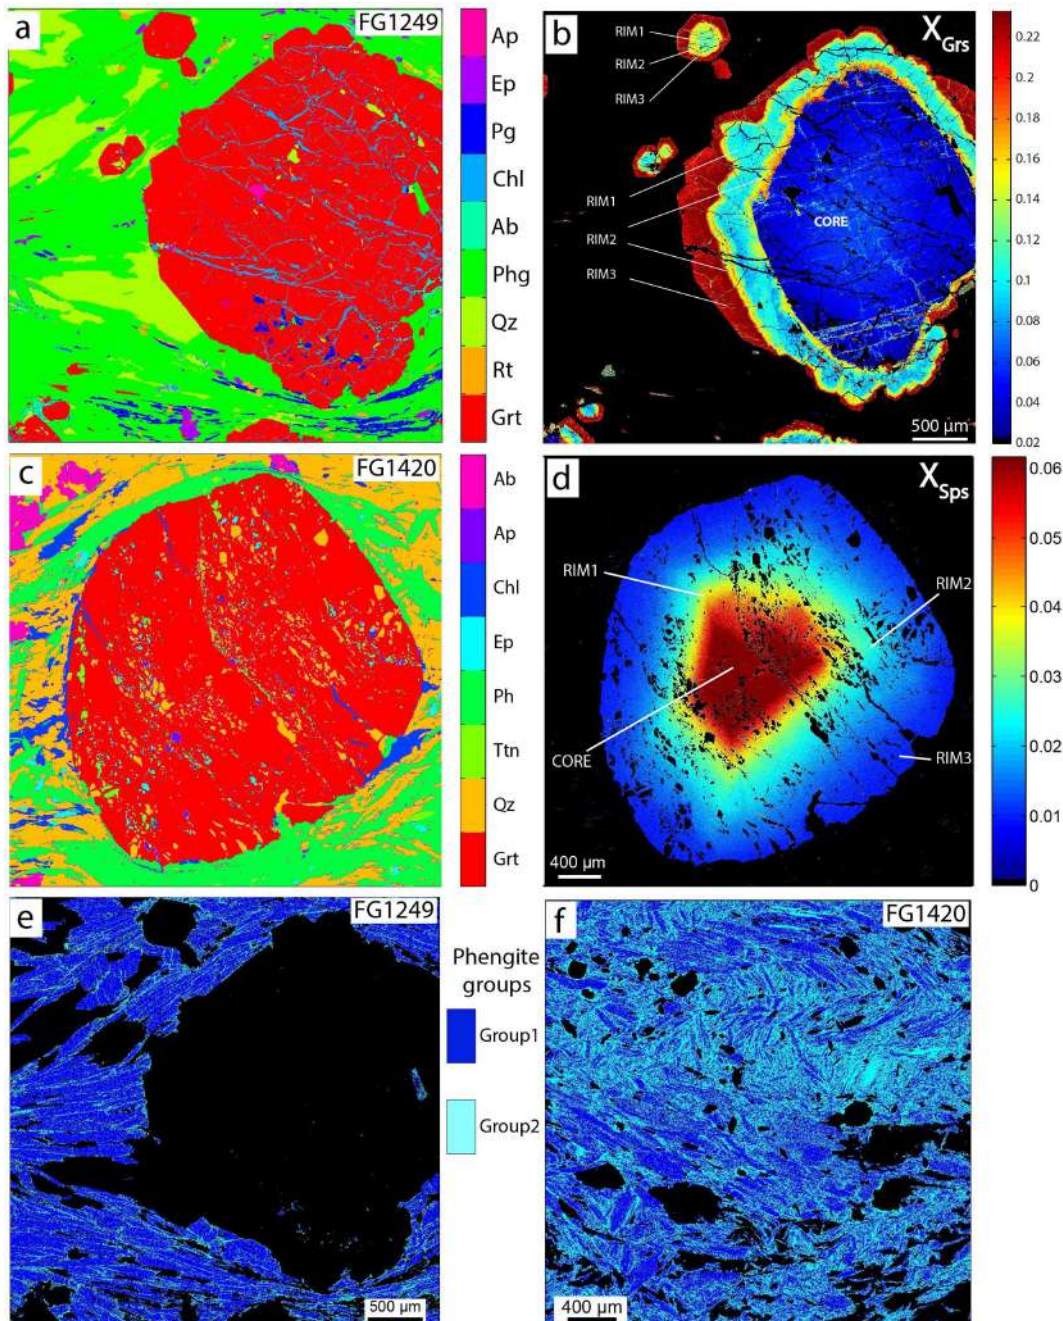 a
FG1249
Ap
Ep
Pg
Chl
Ab
Phg
Qz
Rt
Grt
b
XGrs
RIM1
RIM2
RIM3
RIM1
RIM2
RIM3
CORE
500 µm
0.22
0.2
0.18
0.16
0.14
0.12
0.1
0.08
0.06
0.04
0.02
c
FG1420
Ab
Ap
Chl
Ep
Ph
Ttn
Qz
Grt
d
XSps
RIM1
RIM2
CORE
RIM3
400 µm
0.06
0.05
0.04
0.03
0.02
0.01
0
e
FG1249
500 µm
Phengite
groups
Group1
Group2
f
FG1420
400 µm